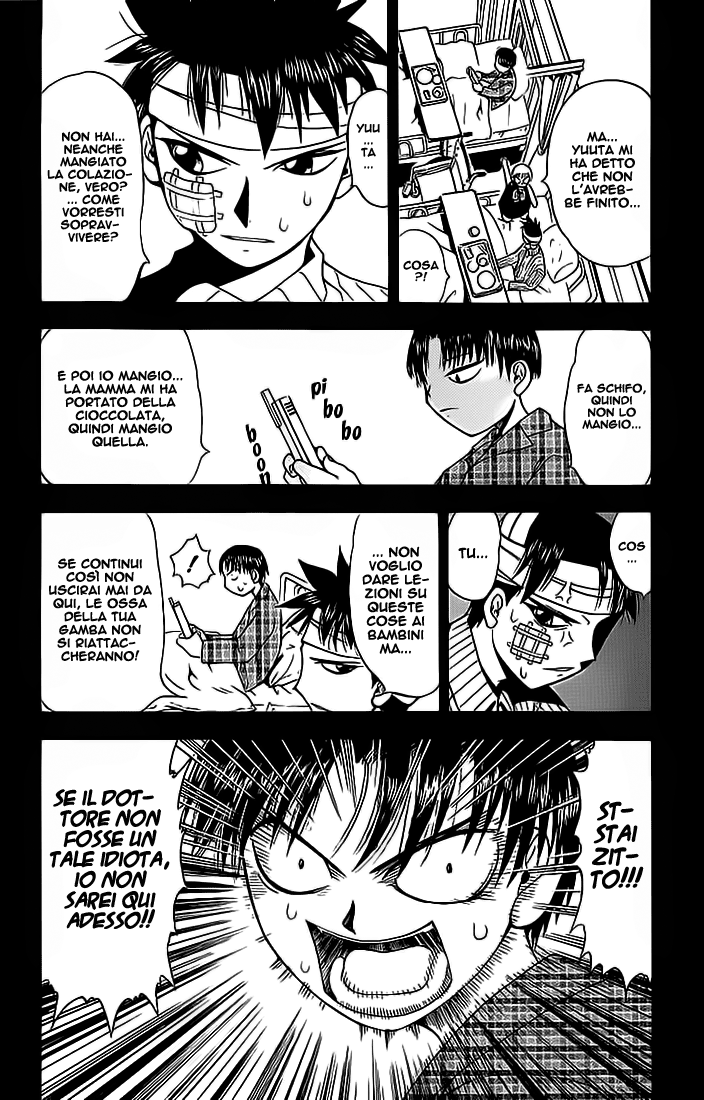 MA...
YUUTA MI
HA DETTO
CHE NON
L'AVREB-
BE FINITO...
COSA
?!
YUU
...
TA ...
NON HAI...
NEANCHE
MANGIATO
LA COLAZIO-
NE, VERO?
... COME
VORRESTI
SOPRAV-
VIVERE?
FA SCHIFO,
QUINDI
NON LO
MANGIO...
pi
bo
bo
boon
E POI IO MANGIO...
LA MAMMA MI HA
PORTATO DELLA
CIOCCOLATA,
QUINDI MANGIO
QUELLA.
COS
...
TU...
... NON
VOGLIO
DARE LE-
ZIONI SU
QUESTE
COSE AI
BAMBINI
MA...
!
SE CONTINUI
COSÌ NON
USCIRAI MAI DA
QUI, LE OSSA
DELLA TUA
GAMBA NON
SI RIATTAC-
CHERANNO!
ST-
STAI
ZIT-
TO!!!
SE IL DOT-
TORE NON
FOSSE UN
TALE IDIOTA,
IO NON
SAREI QUI
ADESSO!!